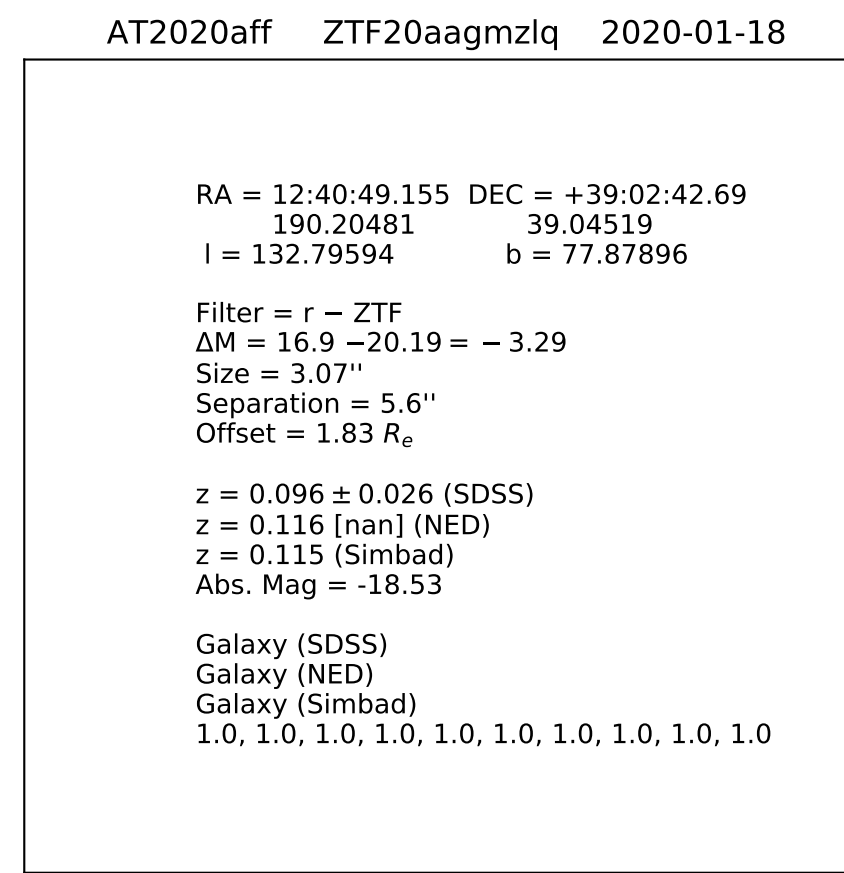 AT2020aff ZTF20aagmzlq 2020-01-18
RA = 12:40:49.155 DEC = +39:02:42.69
190.20481 39.04519
l = 132.79594 b = 77.87896
Filter = r − ZTF
ΔM = 16.9 −20.19 = − 3.29
Size = 3.07''
Separation = 5.6''
Offset = 1.83 Rₑ
z = 0.096 ± 0.026 (SDSS)
z = 0.116 [nan] (NED)
z = 0.115 (Simbad)
Abs. Mag = -18.53
Galaxy (SDSS)
Galaxy (NED)
Galaxy (Simbad)
1.0, 1.0, 1.0, 1.0, 1.0, 1.0, 1.0, 1.0, 1.0, 1.0